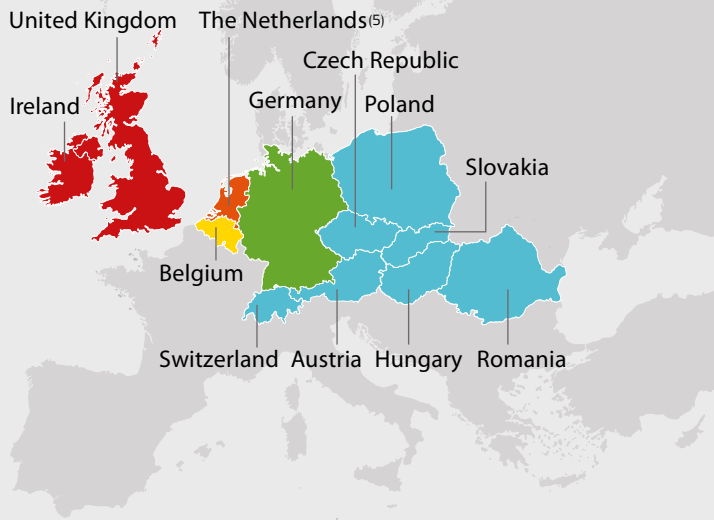 United Kingdom
The Netherlands(5)
Czech Republic
Ireland
Germany
Poland
Slovakia
Belgium
Switzerland
Austria
Hungary
Romania